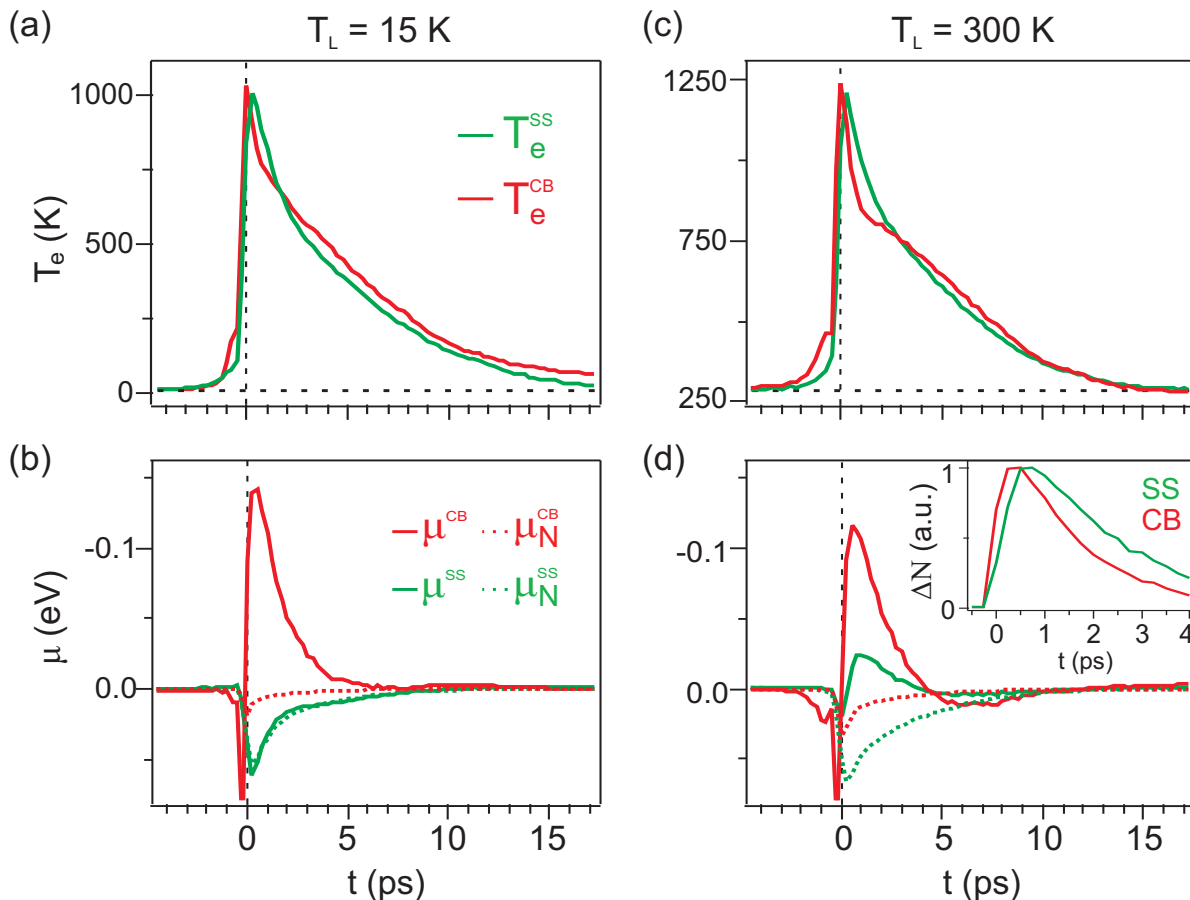 (a)
T_L = 15 K
1000
500
0
T_e (K)
T_e^SS
T_e^CB
(c)
T_L = 300 K
1250
750
250
(b)
-0.1
0.0
μ (eV)
μ^CB ··· μ_N^CB
μ^SS ··· μ_N^SS
0 5 10 15
t (ps)
(d)
-0.1
0.0
1
0
ΔN (a.u.)
SS
CB
0 1 2 3 4
t (ps)
0 5 10 15
t (ps)